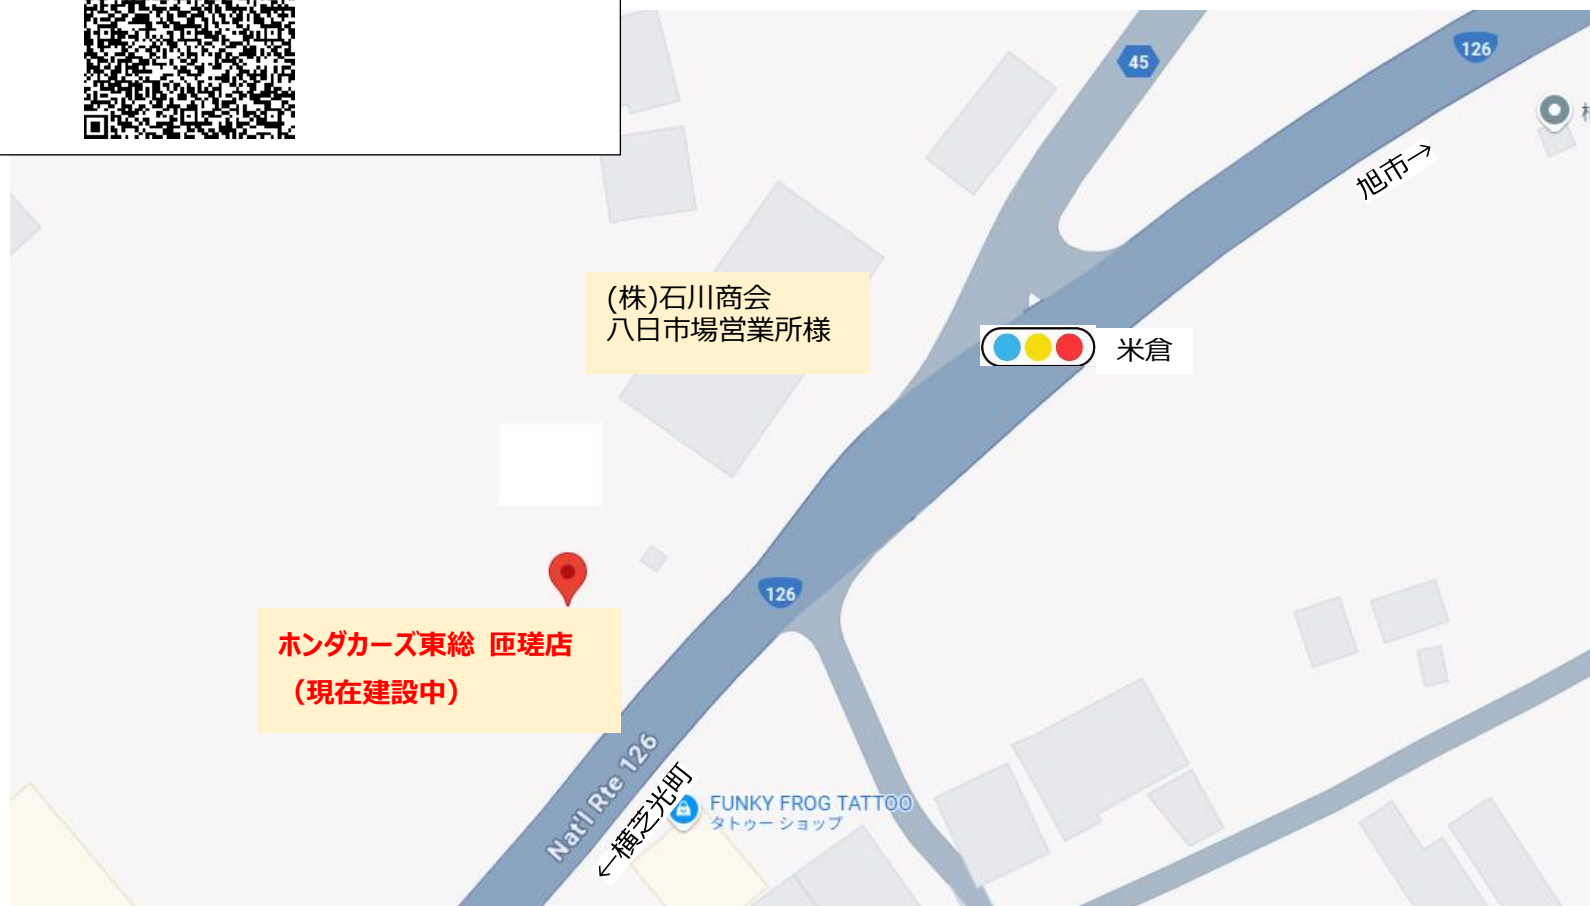 45
126
旭市→
(株)石川商会
八日市場営業所様
米倉
126
ホンダカーズ東総 匝瑳店
（現在建設中）
Nat'l Rte 126
←横芝光町
FUNKY FROG TATTOO
タトゥー ショップ